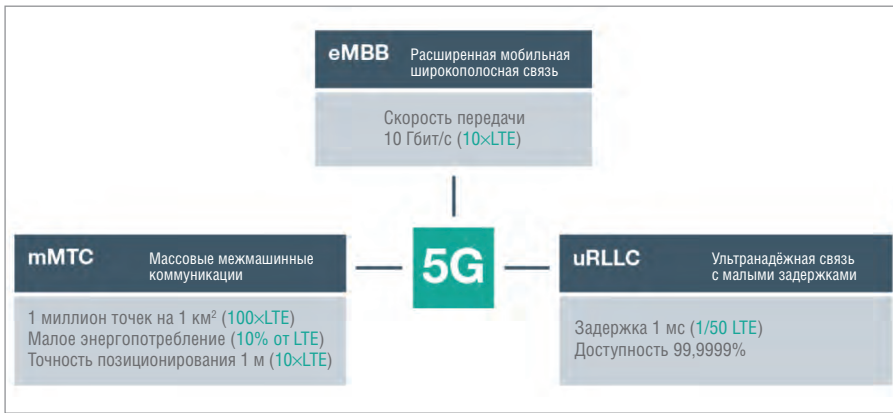 eMBB Расширенная мобильная
широкополосная связь
Скорость передачи
10 Гбит/с (10×LTE)
mMTC Массовые межмашинные
коммуникации
1 миллион точек на 1 км² (100×LTE)
Малое энергопотребление (10% от LTE)
Точность позиционирования 1 м (10×LTE)
5G
uRLLC Ультранадёжная связь
с малыми задержками
Задержка 1 мс (1/50 LTE)
Доступность 99,9999%